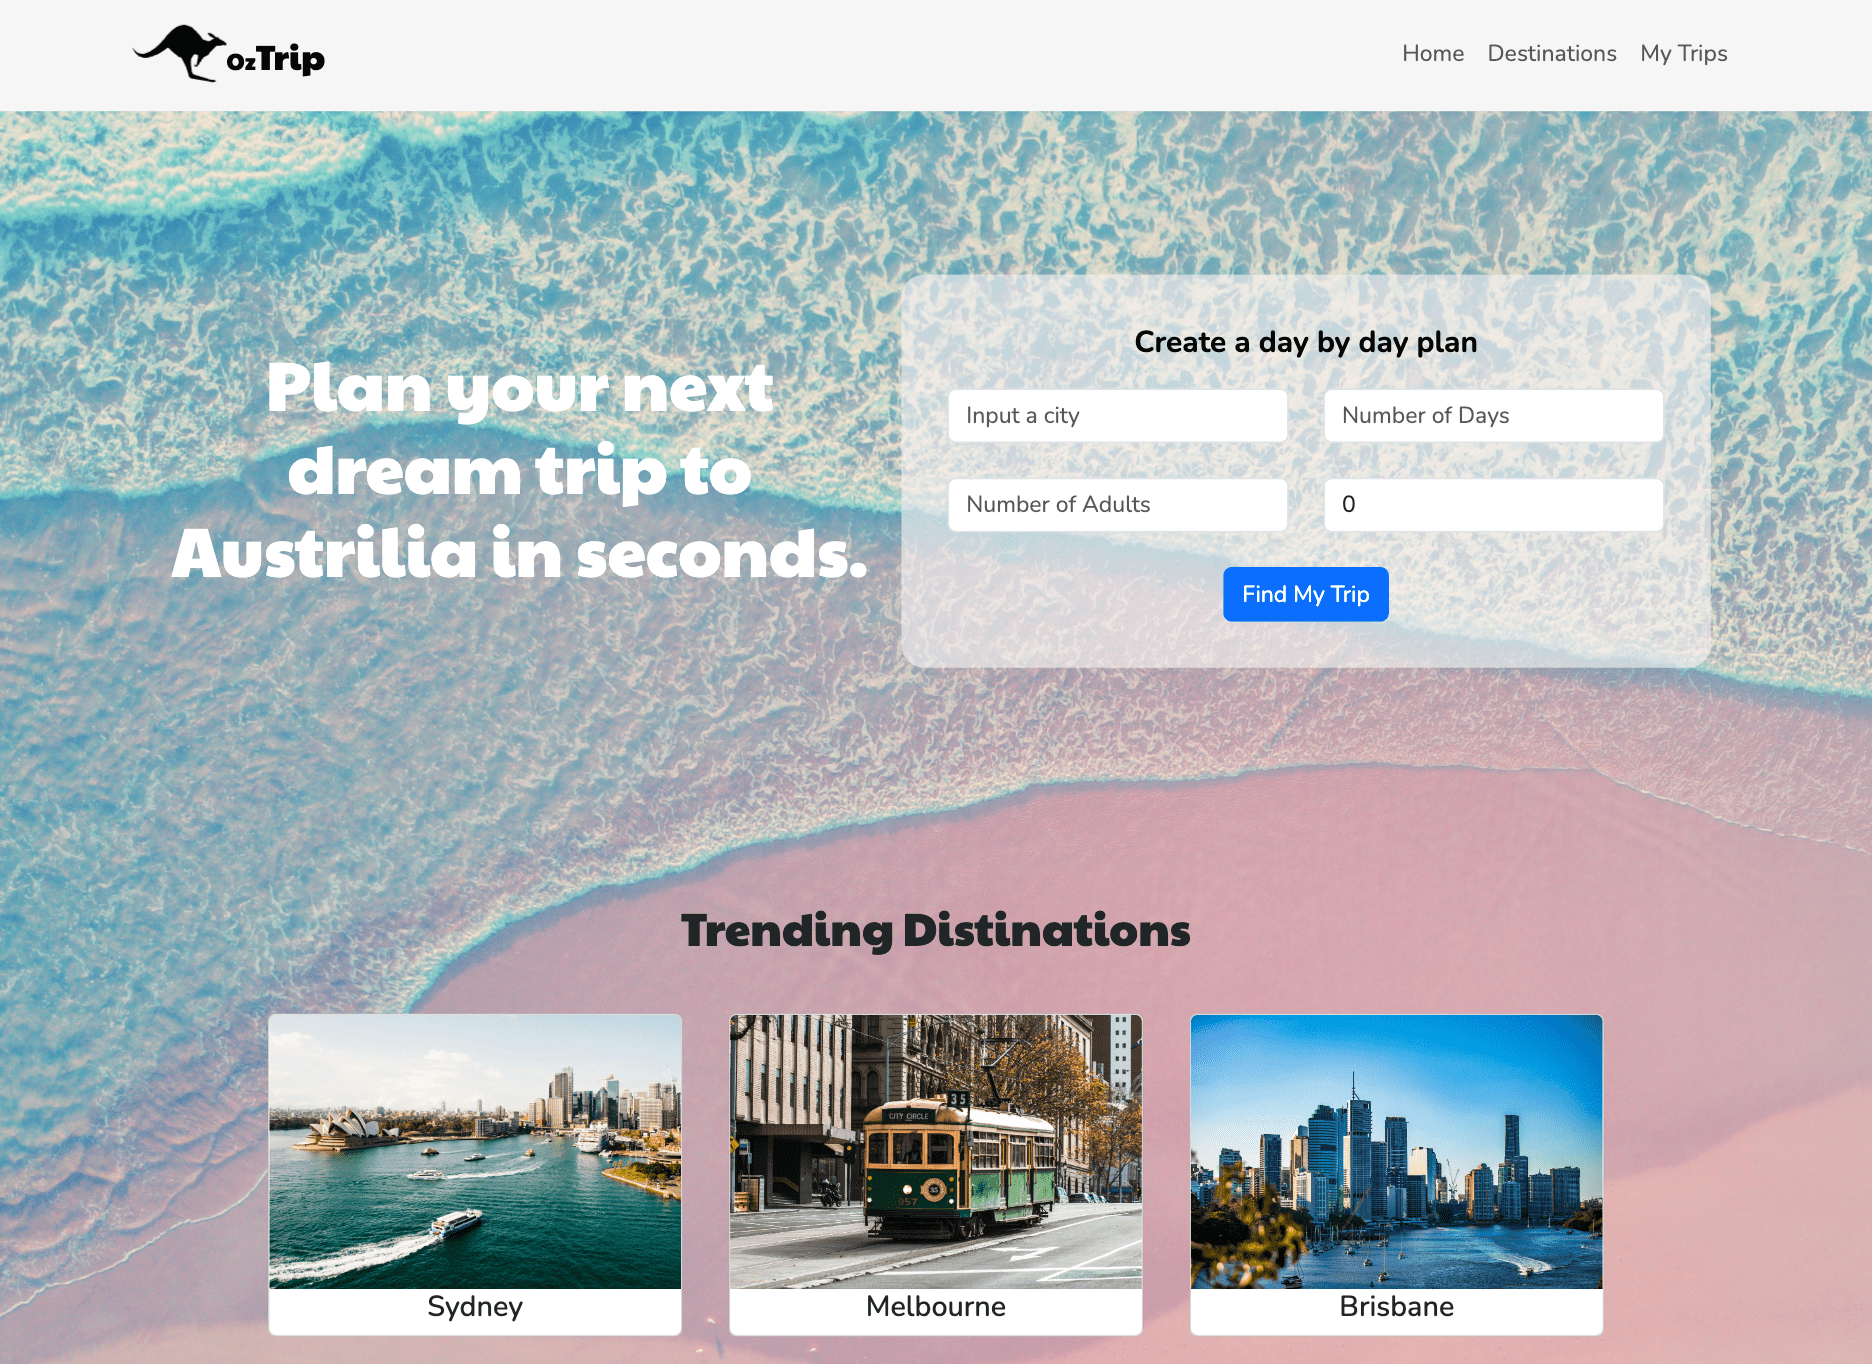 ozTrip
Home Destinations My Trips
Plan your next
dream trip to
Austrilia in seconds.
Create a day by day plan
Input a city
Number of Days
Number of Adults
0
Find My Trip
Trending Distinations
35
CITY CIRCLE
35
957
Sydney
Melbourne
Brisbane